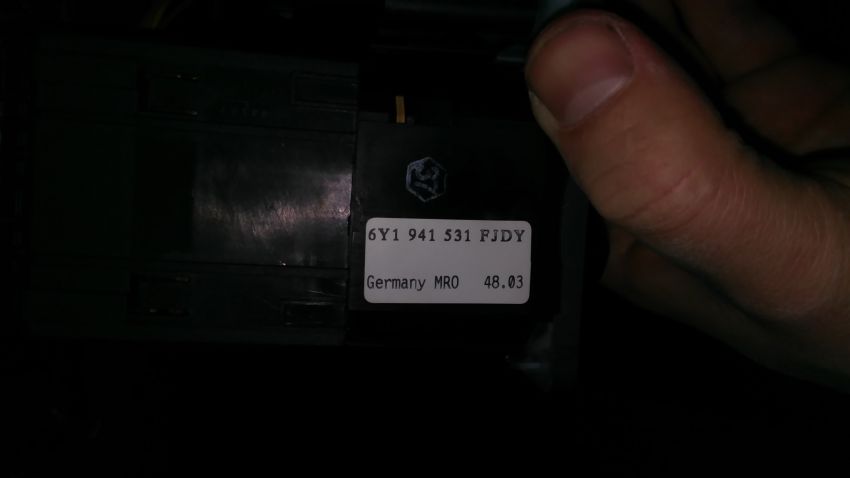 6Y1 941 531 FJDY
Germany MRO 48.03